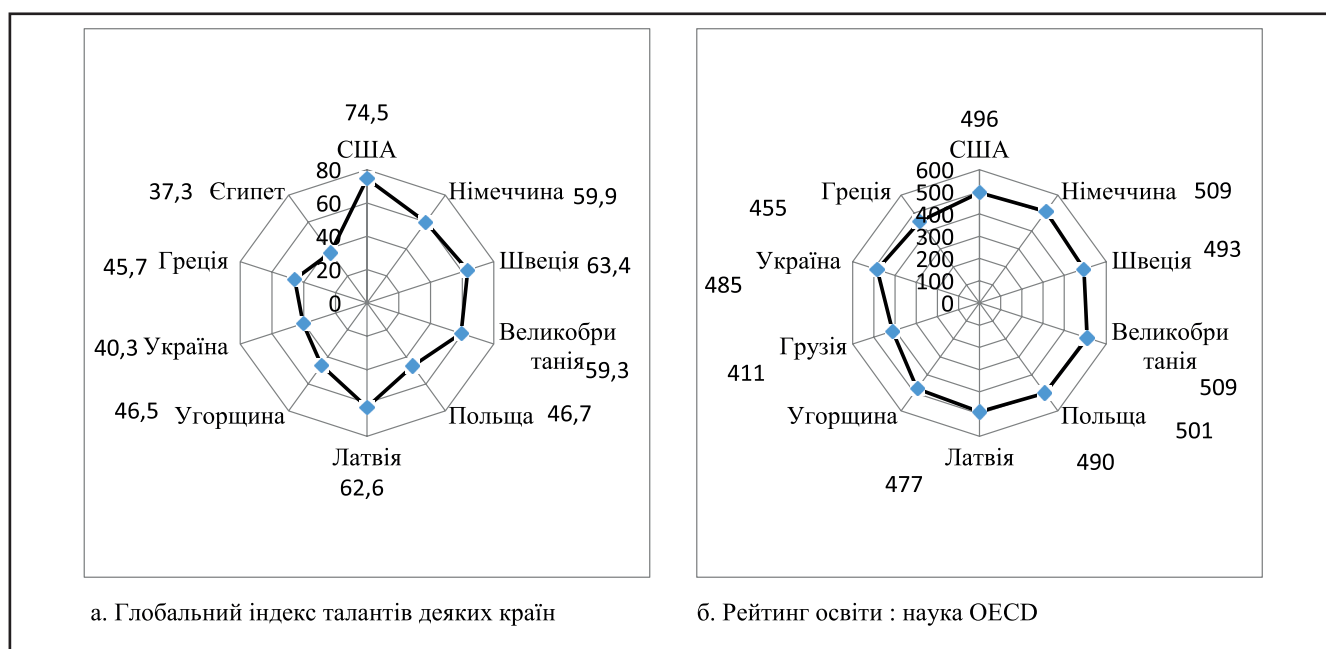 74,5
США
80
60
40
20
0
Єгипет
37,3
Німеччина 59,9
Греція
45,7
Швеція
63,4
Україна
40,3
Великобри
танія
59,3
Угорщина
46,5
Польща
46,7
Латвія
62,6
а. Глобальний індекс талантів деяких країн
496
США
600
500
400
300
200
100
0
Греція
455
Німеччина
509
Україна
485
Швеція
493
Грузія
411
Великобри
танія
509
Угорщина
477
Польща
501
Латвія
490
б. Рейтинг освіти : наука OECD